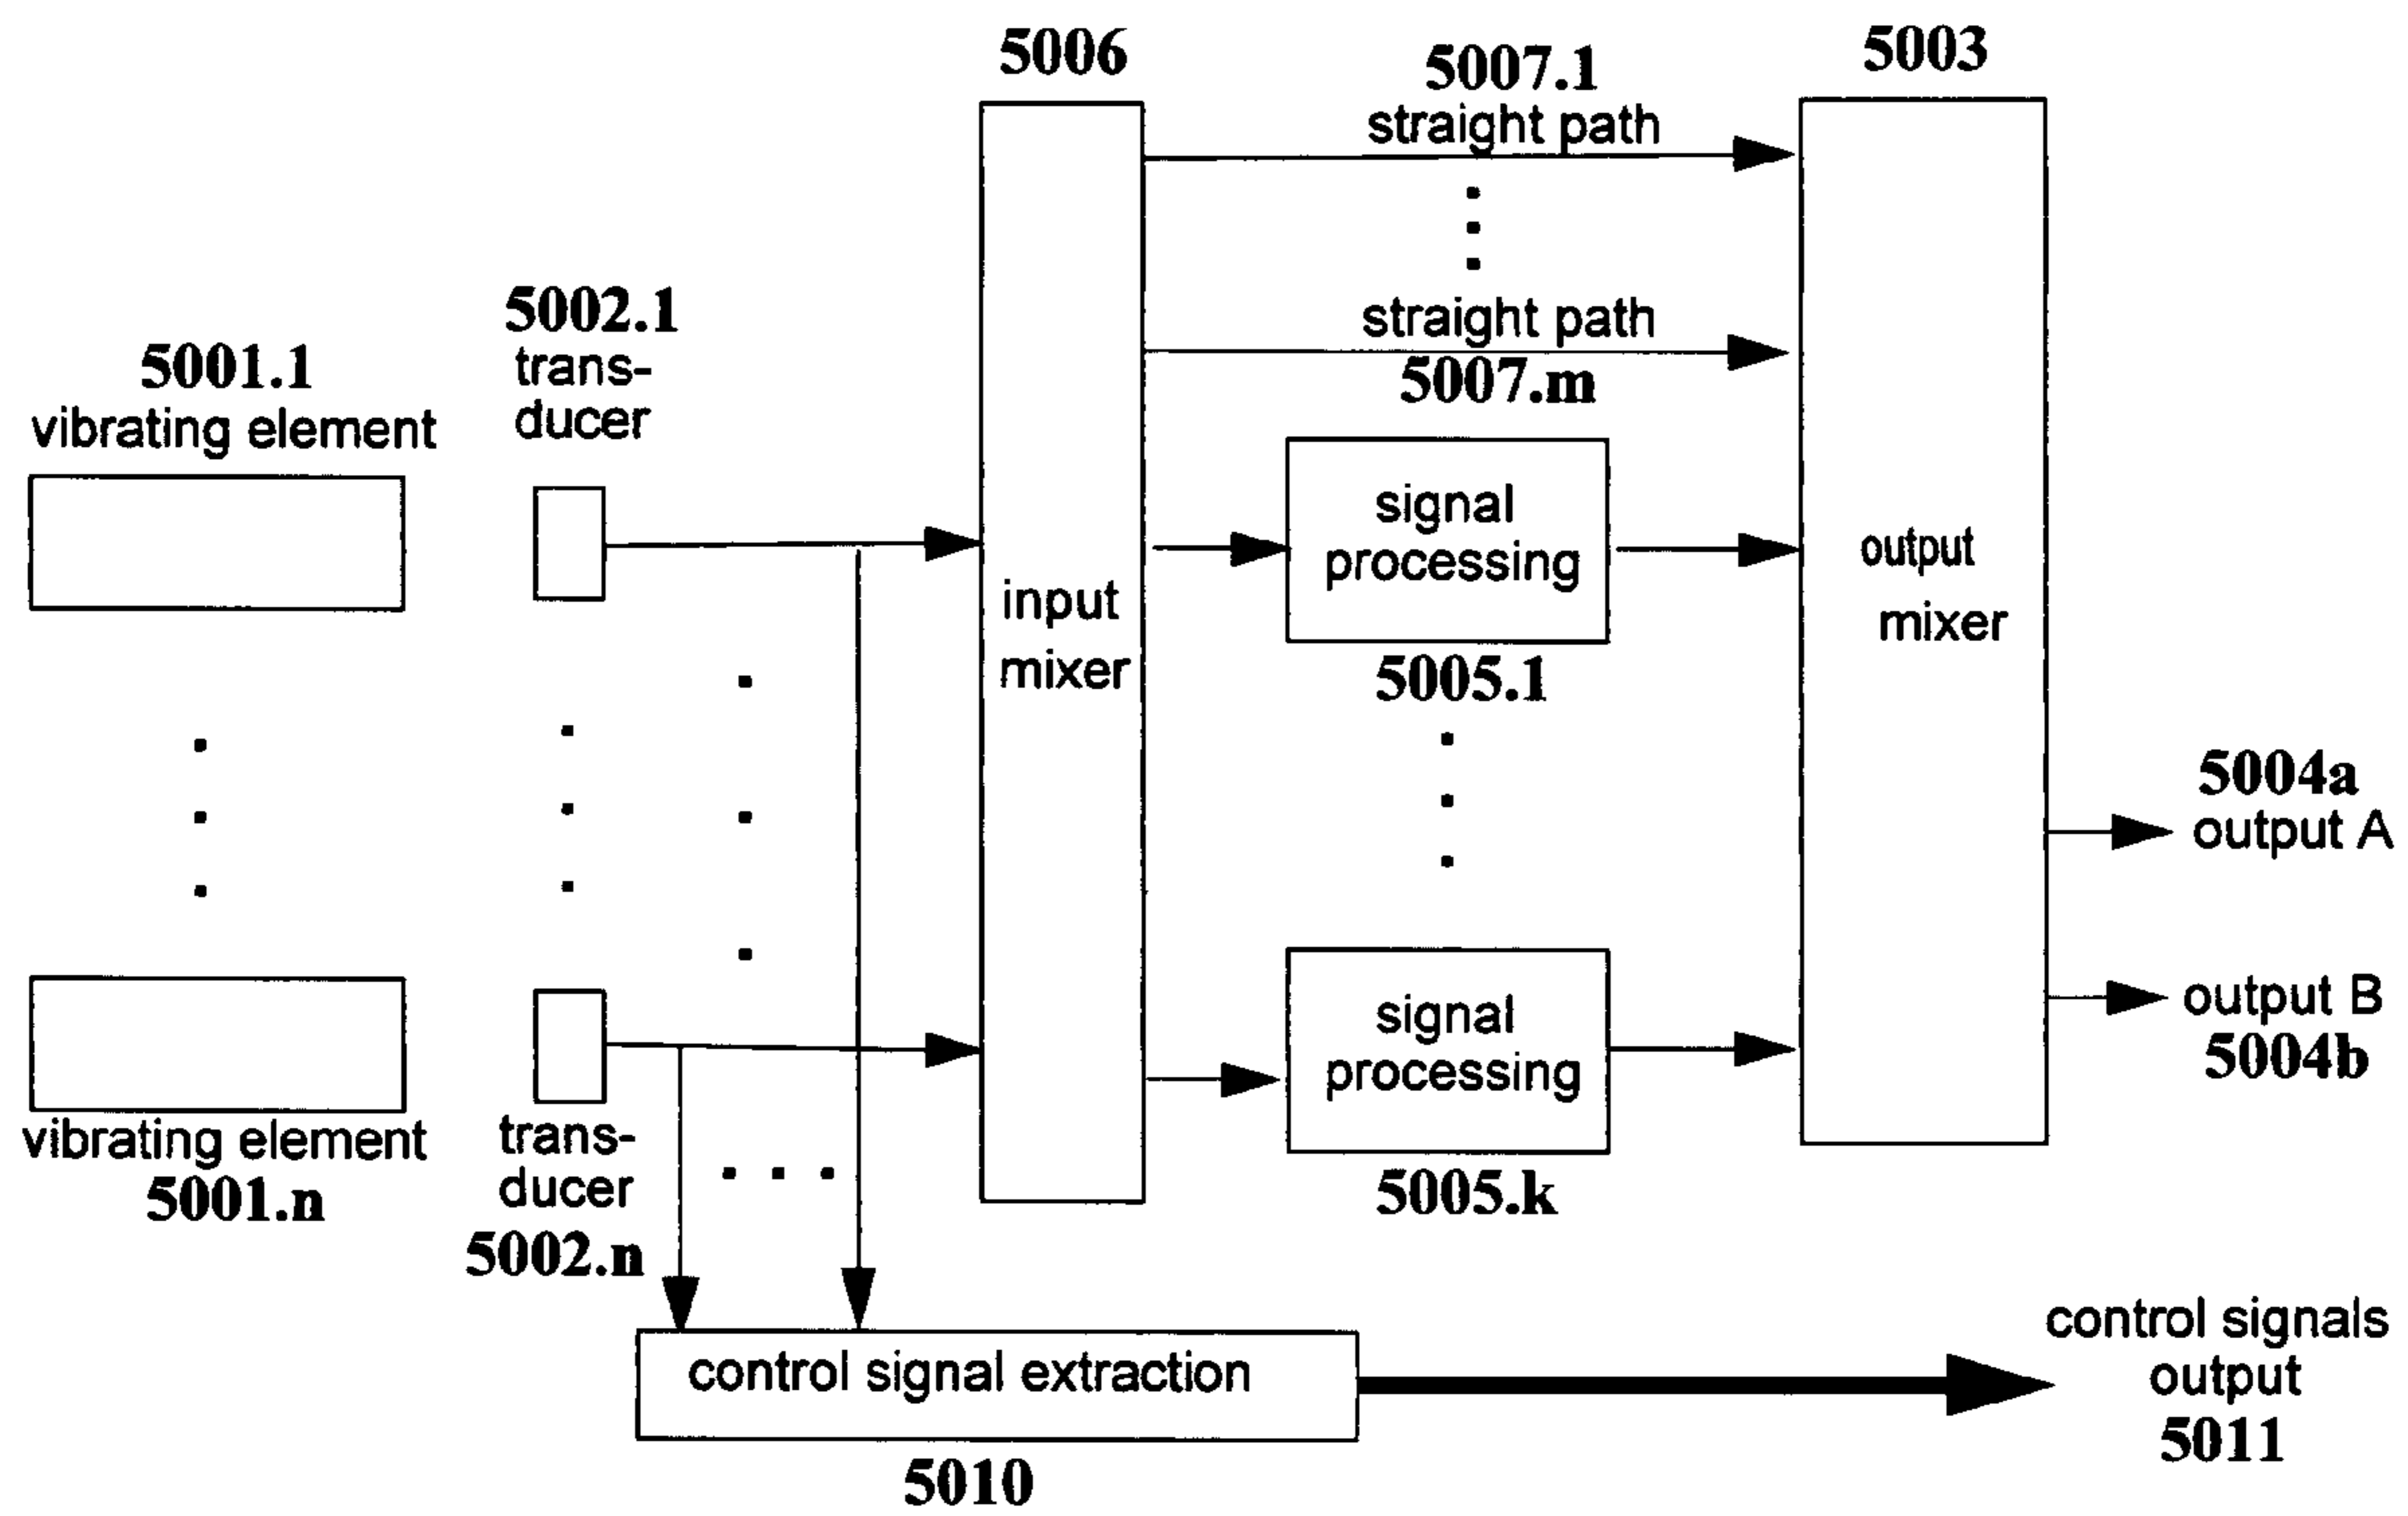 5006
5007.1
straight path
5003
5002.1
trans-
ducer
5001.1
vibrating element
straight path
5007.m
signal
processing
5005.1
input
mixer
output
mixer
5004a
output A
output B
5004b
signal
processing
5005.k
vibrating element
5001.n
trans-
ducer
5002.n
control signal extraction
5010
control signals
output
5011